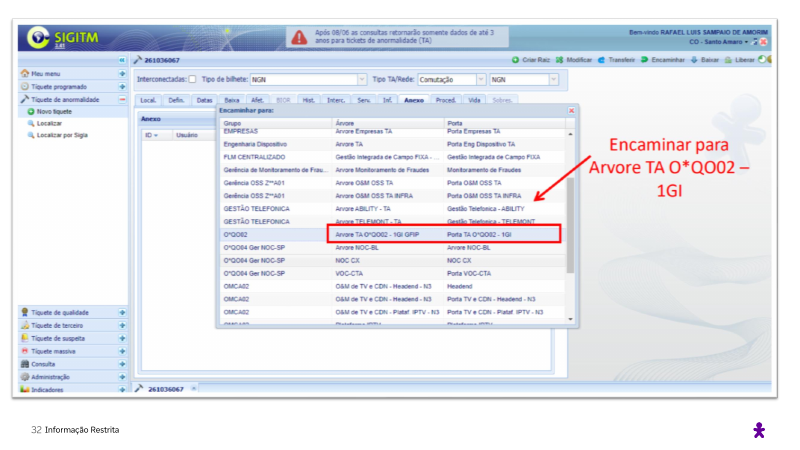 SIGITM
2.61
Após 08/06 as consultas retornarão somente dados de até 3
anos para tickets de anormalidade (TA)
Bem-vindo RAFAEL LUIS SAMPAIO DE AMORIM
CO - Santo Amaro
261036067
Criar Raiz Modificar Transferir Encaminhar Baixar Liberar
Meu menu
Tíquete programado
Tíquete de anormalidade
Novo tíquete
Localizar
Localizar por Sigla
Interconectadas: Tipo de bilhete: NGN Tipo TA/Rede: Comutação NGN
Local. Defin. Datas Baixa Afet. BDOR Hist. Interc. Serv. Inf. Anexo Proced. Vida Sobres.
Anexo
ID Usuário
Encaminhar para:
Grupo Árvore Porta
EMPRESAS Arvore Empresas TA Porta Empresas TA
Engenharia Dispositivo Arvore TA Porta Eng Dispositivo TA
FLM CENTRALIZADO Gestão Integrada de Campo FIXA - ... Gestão Integrada de Campo FIXA
Gerência de Monitoramento de Frau... Arvore Monitoramento de Fraudes Monitoramento de Fraudes
Gerência OSS Z**A01 Arvore O&M OSS TA Porta O&M OSS TA
Gerência OSS Z**A01 Arvore O&M OSS TA INFRA Porta O&M OSS TA INFRA
GESTÃO TELEFONICA Arvore ABILITY - TA Gestão Telefonica - ABILITY
GESTÃO TELEFONICA Arvore TELEMONT - TA Gestão Telefonica - TELEMONT
O*QO02 Arvore TA O*QO02 - 1GI GFIP Porta TA O*QO02 - 1GI
O*QO04 Ger NOC-SP Arvore NOC-BL Arvore NOC-BL
O*QO04 Ger NOC-SP NOC CX NOC CX
O*QO04 Ger NOC-SP VOC-CTA Porta VOC-CTA
OMCA02 O&M de TV e CDN - Headend - N3 Headend
OMCA02 O&M de TV e CDN - Headend - N3 Porta TV e CDN - Headend - N3
OMCA02 O&M de TV e CDN - Plataf. IPTV - N3 Porta TV e CDN - Plataf. IPTV - N3
OMCA02 Plataforma IPTV Plataforma IPTV
Encaminar para
Arvore TA O*QO02 –
1GI
Tíquete de qualidade
Tíquete de terceiro
Tíquete de suspeita
Tíquete massiva
Consulta
Administração
Indicadores
261036067
32 Informação Restrita